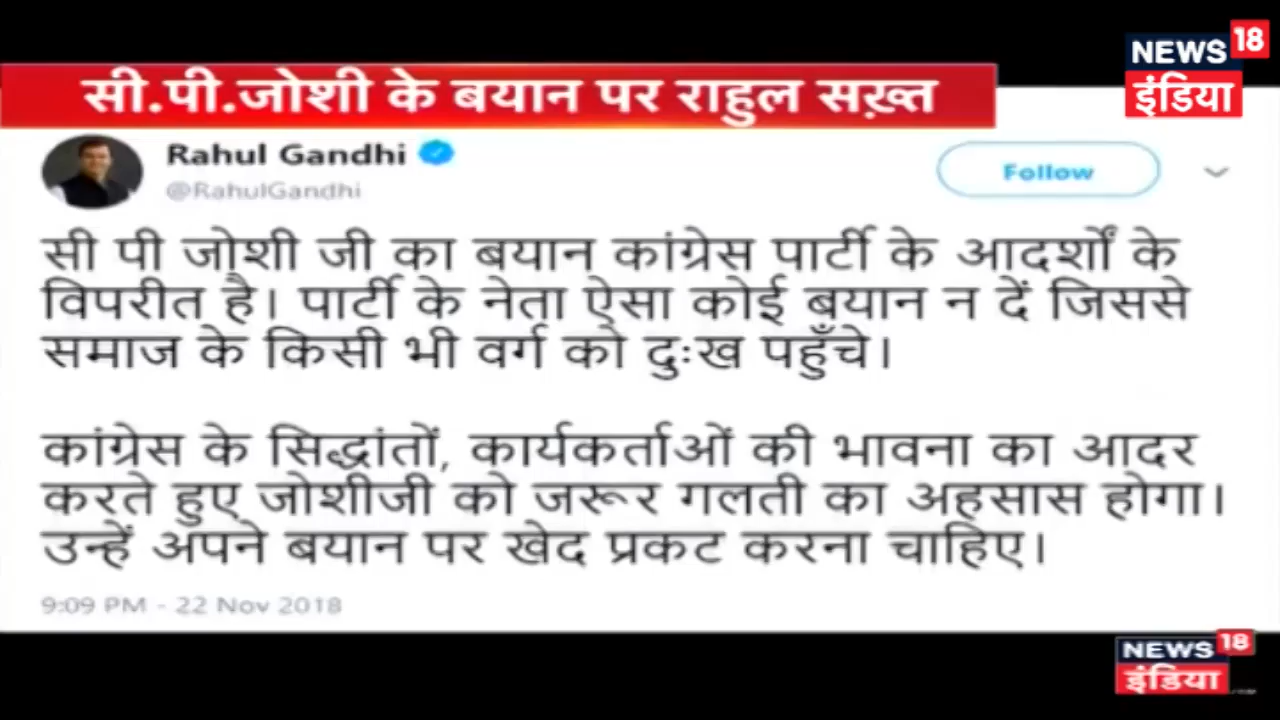 NEWS 18
इंडिया
सी.पी.जोशी के बयान पर राहुल सख़्त
Rahul Gandhi
@RahulGandhi
Follow
सी पी जोशी जी का बयान कांग्रेस पार्टी के आदर्शों के
विपरीत है। पार्टी के नेता ऐसा कोई बयान न दें जिससे
समाज के किसी भी वर्ग को दुःख पहुँचे।
कांग्रेस के सिद्धांतों, कार्यकर्ताओं की भावना का आदर
करते हुए जोशीजी को जरूर गलती का अहसास होगा।
उन्हें अपने बयान पर खेद प्रकट करना चाहिए।
9:09 PM - 22 Nov 2018
NEWS 18
इंडिया